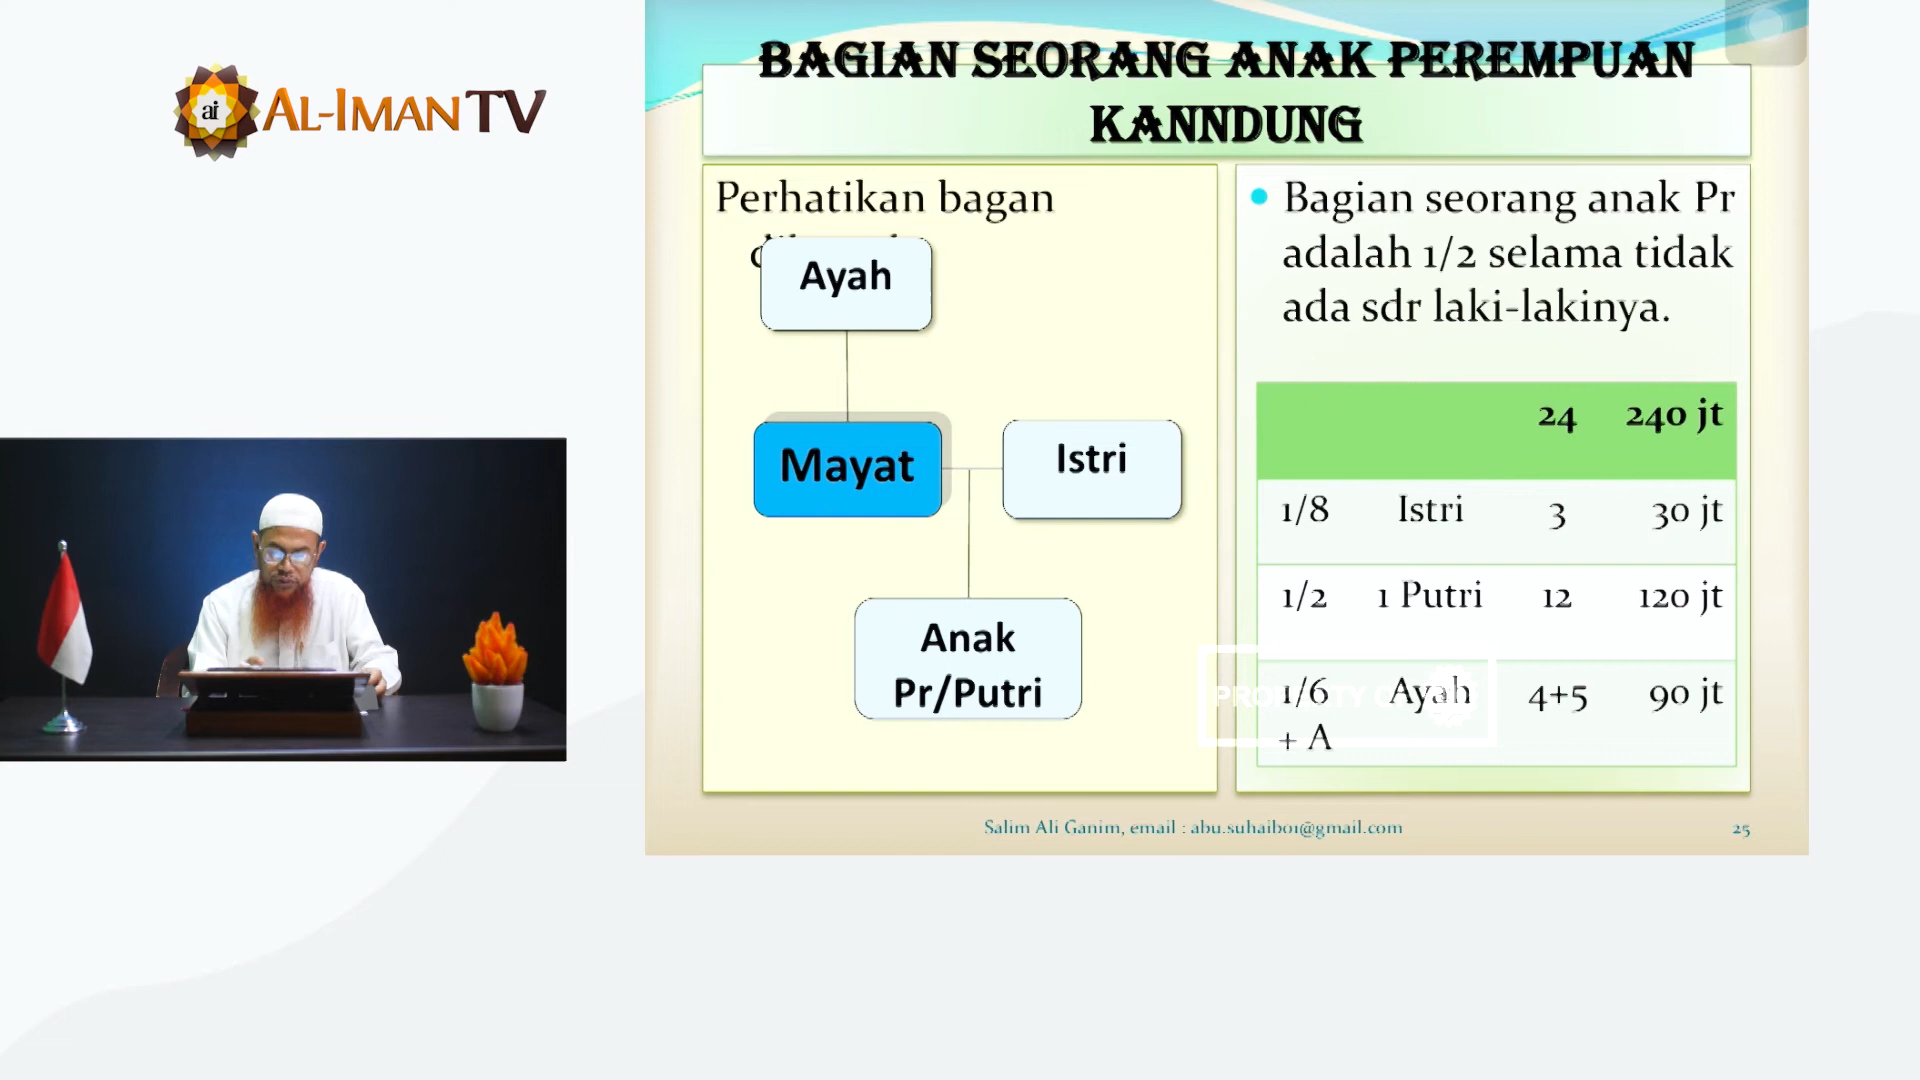 ai AL-IMAN TV
BAGIAN SEORANG ANAK PEREMPUAN
KANNDUNG
Perhatikan bagan
Ayah
Mayat
Istri
Anak
Pr/Putri
Bagian seorang anak Pr
adalah 1/2 selama tidak
ada sdr laki-lakinya.
24 240 jt
1/8 Istri 3 30 jt
1/2 1 Putri 12 120 jt
1/6 Ayah 4+5 90 jt
+ A
PROPERTY
Salim Ali Ganim, email : abu.suhaib01@gmail.com
25